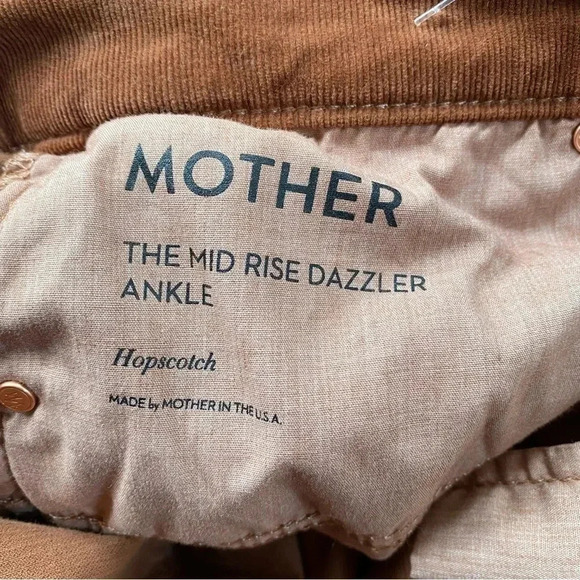 MOTHER
THE MID RISE DAZZLER
ANKLE
Hopscotch
MADE by MOTHER IN THE U.S.A.